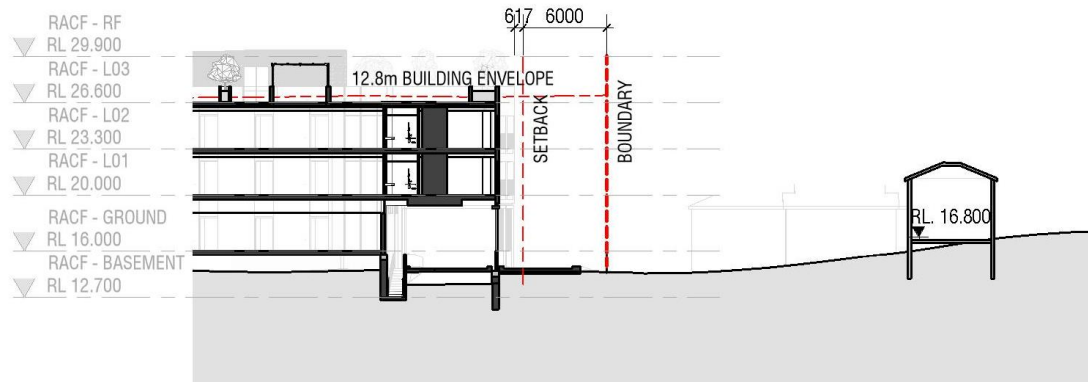 617 6000
RACF - RF
RL 29.900
RACF - L03
RL 26.600
12.8m BUILDING ENVELOPE
RACF - L02
RL 23.300
RACF - L01
RL 20.000
RACF - GROUND
RL 16.000
RACF - BASEMENT
RL 12.700
SETBACK
BOUNDARY
RL. 16.800